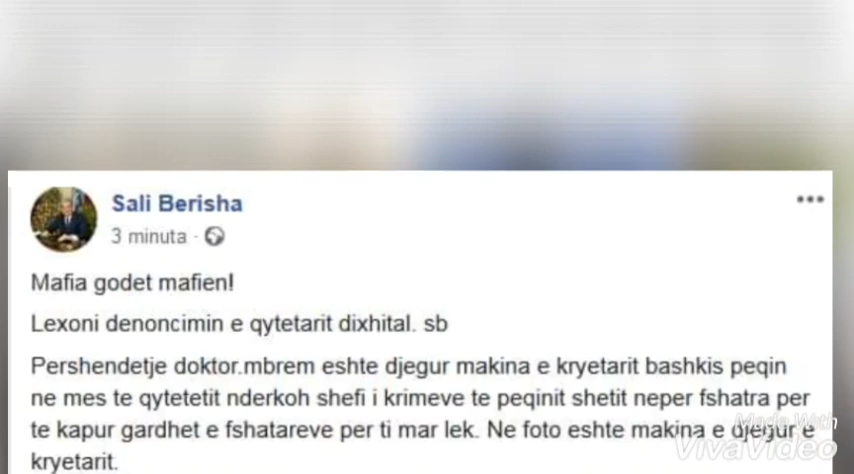 Sali Berisha
3 minuta ·
Mafia godet mafien!
Lexoni denoncimin e qytetarit dixhital. sb
Pershendetje doktor.mbrem eshte djegur makina e kryetarit bashkis peqin
ne mes te qytetetit nderkoh shefi i krimeve te peqinit shetit neper fshatra per
te kapur gardhet e fshatareve per ti mar lek. Ne foto eshte makina e djegur e
kryetarit.
Made With
VivaVideo